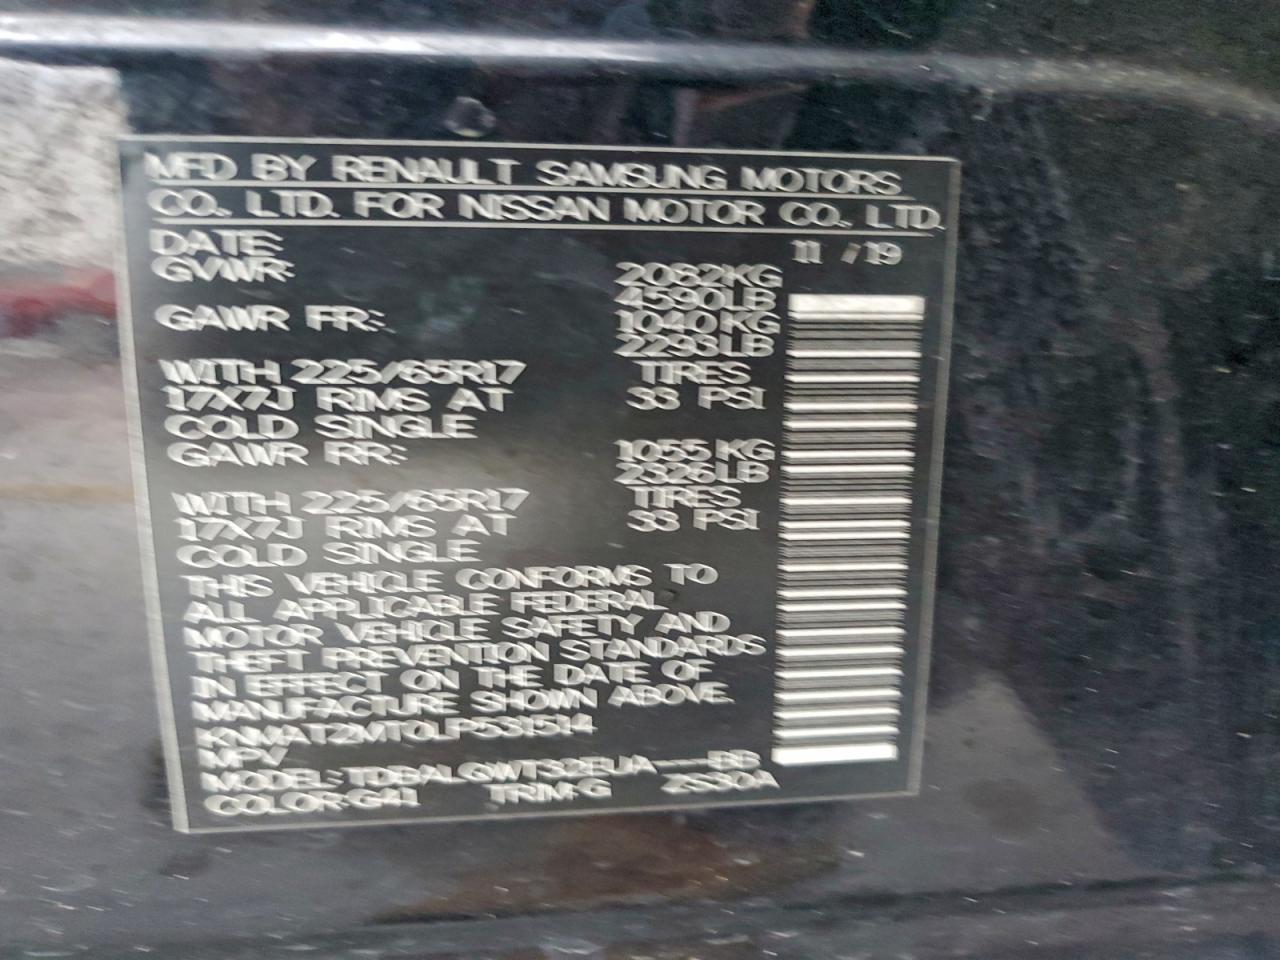 MFD BY RENAULT SAMSUNG MOTORS
CO., LTD. FOR NISSAN MOTOR CO., LTD.
DATE: 11 /19
GVWR: 2082KG
4590LB
GAWR FR: 1040KG
2293LB
WITH 225/65R17 TIRES
17X7J RIMS AT 33 PSI
COLD SINGLE
GAWR RR: 1055KG
2326LB
WITH 225/65R17 TIRES
17X7J RIMS AT 33 PSI
COLD SINGLE
THIS VEHICLE CONFORMS TO
ALL APPLICABLE FEDERAL
MOTOR VEHICLE SAFETY AND
THEFT PREVENTION STANDARDS
IN EFFECT ON THE DATE OF
MANUFACTURE SHOWN ABOVE.
KNMAT2MT0LP531514
MPV
MODEL:
COLOR:G41 TRIM:G 2S30A